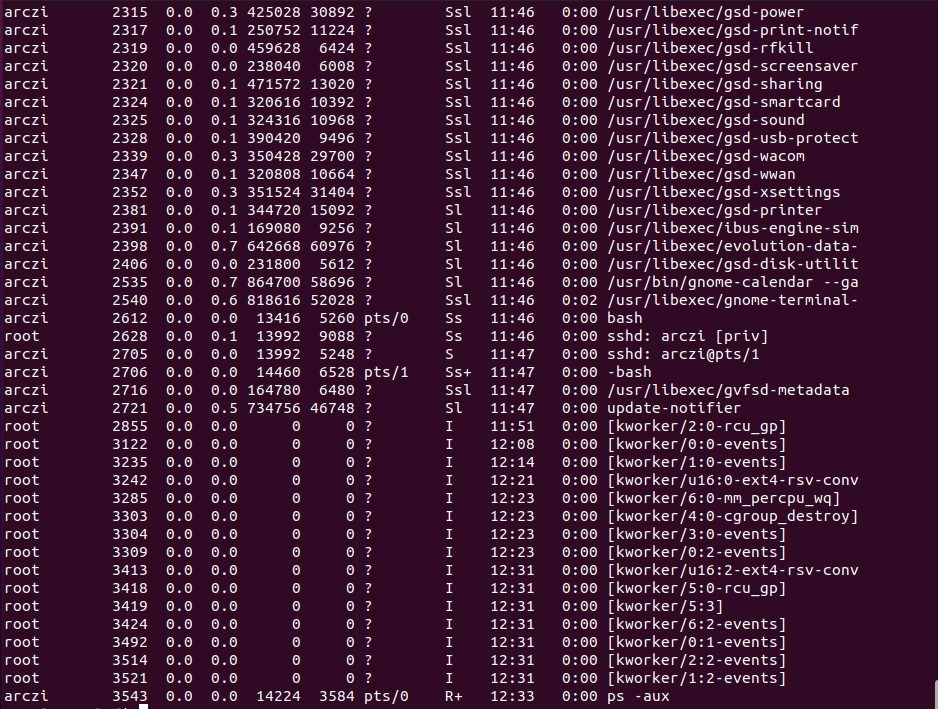 arczi 2315 0.0 0.3 425028 30892 ? Ssl 11:46 0:00 /usr/libexec/gsd-power
arczi 2317 0.0 0.1 250752 11224 ? Ssl 11:46 0:00 /usr/libexec/gsd-print-notif
arczi 2319 0.0 0.0 459628 6424 ? Ssl 11:46 0:00 /usr/libexec/gsd-rfkill
arczi 2320 0.0 0.0 238040 6008 ? Ssl 11:46 0:00 /usr/libexec/gsd-screensaver
arczi 2321 0.0 0.1 471572 13020 ? Ssl 11:46 0:00 /usr/libexec/gsd-sharing
arczi 2324 0.0 0.1 320616 10392 ? Ssl 11:46 0:00 /usr/libexec/gsd-smartcard
arczi 2325 0.0 0.1 324316 10968 ? Ssl 11:46 0:00 /usr/libexec/gsd-sound
arczi 2328 0.0 0.1 390420 9496 ? Ssl 11:46 0:00 /usr/libexec/gsd-usb-protect
arczi 2339 0.0 0.3 350428 29700 ? Ssl 11:46 0:00 /usr/libexec/gsd-wacom
arczi 2347 0.0 0.1 320808 10664 ? Ssl 11:46 0:00 /usr/libexec/gsd-wwan
arczi 2352 0.0 0.3 351524 31404 ? Ssl 11:46 0:00 /usr/libexec/gsd-xsettings
arczi 2381 0.0 0.1 344720 15092 ? Sl 11:46 0:00 /usr/libexec/gsd-printer
arczi 2391 0.0 0.1 169080 9256 ? Sl 11:46 0:00 /usr/libexec/ibus-engine-sim
arczi 2398 0.0 0.7 642668 60976 ? Sl 11:46 0:00 /usr/libexec/evolution-data-
arczi 2406 0.0 0.0 231800 5612 ? Sl 11:46 0:00 /usr/libexec/gsd-disk-utilit
arczi 2535 0.0 0.7 864700 58696 ? Sl 11:46 0:00 /usr/bin/gnome-calendar --ga
arczi 2540 0.0 0.6 818616 52028 ? Ssl 11:46 0:02 /usr/libexec/gnome-terminal-
arczi 2612 0.0 0.0 13416 5260 pts/0 Ss 11:46 0:00 bash
root 2628 0.0 0.1 13992 9088 ? Ss 11:46 0:00 sshd: arczi [priv]
arczi 2705 0.0 0.0 13992 5248 ? S 11:47 0:00 sshd: arczi@pts/1
arczi 2706 0.0 0.0 14460 6528 pts/1 Ss+ 11:47 0:00 -bash
arczi 2716 0.0 0.0 164780 6480 ? Ssl 11:47 0:00 /usr/libexec/gvfsd-metadata
arczi 2721 0.0 0.5 734756 46748 ? Sl 11:47 0:00 update-notifier
root 2855 0.0 0.0 0 0 ? I 11:51 0:00 [kworker/2:0-rcu_gp]
root 3122 0.0 0.0 0 0 ? I 12:08 0:00 [kworker/0:0-events]
root 3235 0.0 0.0 0 0 ? I 12:14 0:00 [kworker/1:0-events]
root 3242 0.0 0.0 0 0 ? I 12:21 0:00 [kworker/u16:0-ext4-rsv-conv
root 3285 0.0 0.0 0 0 ? I 12:23 0:00 [kworker/6:0-mm_percpu_wq]
root 3303 0.0 0.0 0 0 ? I 12:23 0:00 [kworker/4:0-cgroup_destroy]
root 3304 0.0 0.0 0 0 ? I 12:23 0:00 [kworker/3:0-events]
root 3309 0.0 0.0 0 0 ? I 12:23 0:00 [kworker/0:2-events]
root 3413 0.0 0.0 0 0 ? I 12:31 0:00 [kworker/u16:2-ext4-rsv-conv
root 3418 0.0 0.0 0 0 ? I 12:31 0:00 [kworker/5:0-rcu_gp]
root 3419 0.0 0.0 0 0 ? I 12:31 0:00 [kworker/5:3]
root 3424 0.0 0.0 0 0 ? I 12:31 0:00 [kworker/6:2-events]
root 3492 0.0 0.0 0 0 ? I 12:31 0:00 [kworker/0:1-events]
root 3514 0.0 0.0 0 0 ? I 12:31 0:00 [kworker/2:2-events]
root 3521 0.0 0.0 0 0 ? I 12:31 0:00 [kworker/1:2-events]
arczi 3543 0.0 0.0 14224 3584 pts/0 R+ 12:33 0:00 ps -aux